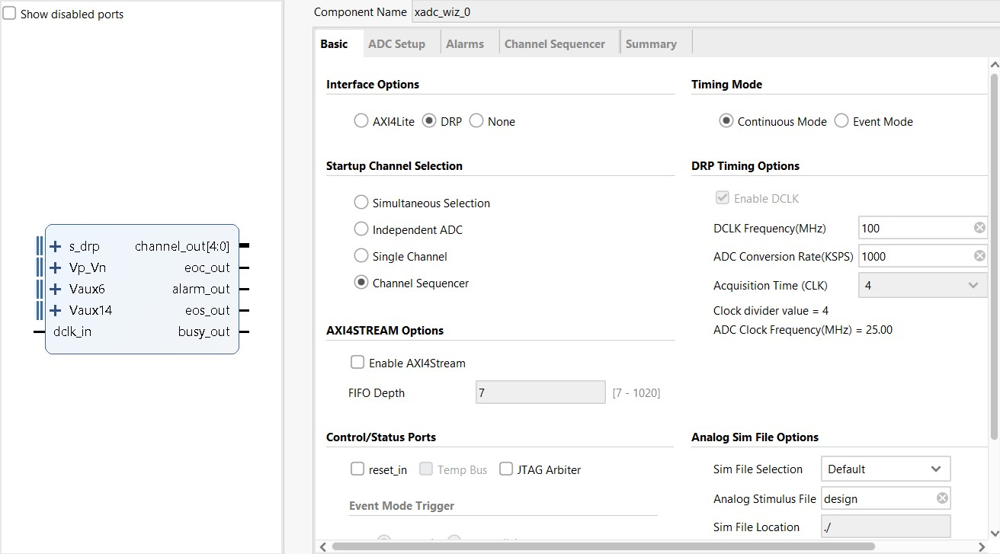 Show disabled ports
Component Name xadc_wiz_0
Basic ADC Setup Alarms Channel Sequencer Summary
Interface Options
AXI4Lite DRP None
Timing Mode
Continuous Mode Event Mode
Startup Channel Selection
Simultaneous Selection
Independent ADC
Single Channel
Channel Sequencer
DRP Timing Options
Enable DCLK
DCLK Frequency(MHz) 100
ADC Conversion Rate(KSPS) 1000
Acquisition Time (CLK) 4
Clock divider value = 4
ADC Clock Frequency(MHz) = 25.00
s_drp channel_out[4:0]
Vp_Vn eoc_out
Vaux6 alarm_out
Vaux14 eos_out
dclk_in busy_out
AXI4STREAM Options
Enable AXI4Stream
FIFO Depth 7 [7 - 1020]
Control/Status Ports
reset_in Temp Bus JTAG Arbiter
Event Mode Trigger
Analog Sim File Options
Sim File Selection Default
Analog Stimulus File design
Sim File Location ./